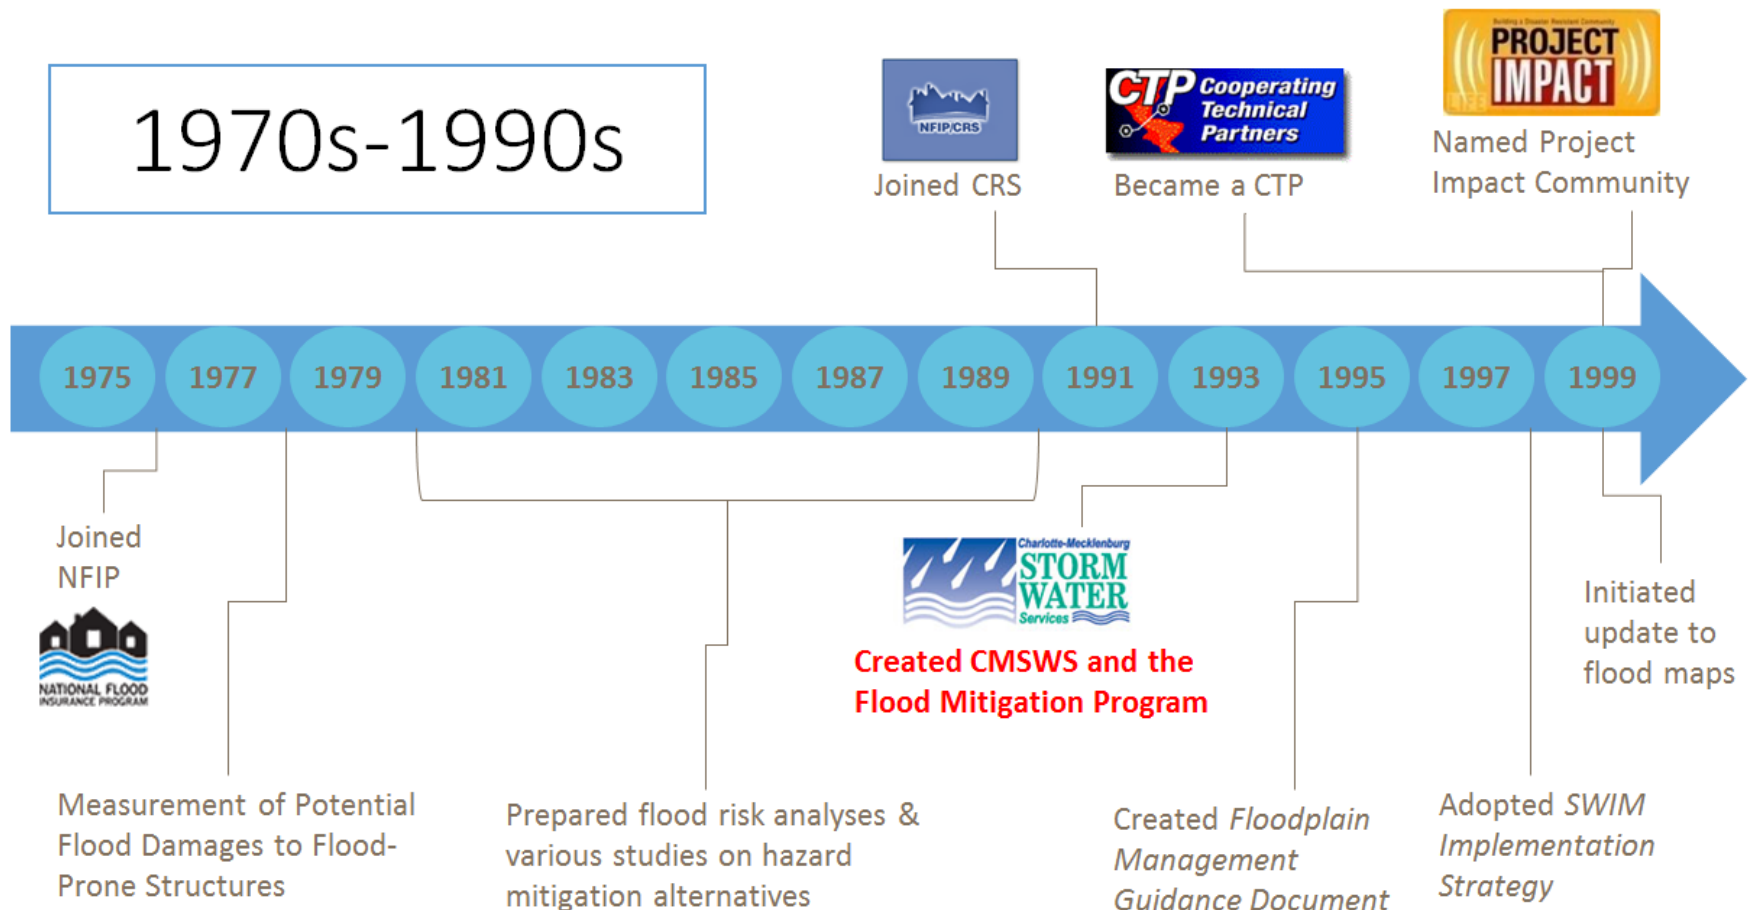 1970s-1990s
NFIP/CRS
Joined CRS
CTP Cooperating
Technical
Partners
Became a CTP
Building a Disaster Resistant Community
PROJECT
IMPACT
Named Project
Impact Community
1975 1977 1979 1981 1983 1985 1987 1989 1991 1993 1995 1997 1999
Joined
NFIP
NATIONAL FLOOD
INSURANCE PROGRAM
Measurement of Potential
Flood Damages to Flood-
Prone Structures
Prepared flood risk analyses &
various studies on hazard
mitigation alternatives
Charlotte-Mecklenburg
STORM
WATER
Services
Created CMSWS and the
Flood Mitigation Program
Created Floodplain
Management
Guidance Document
Adopted SWIM
Implementation
Strategy
Initiated
update to
flood maps